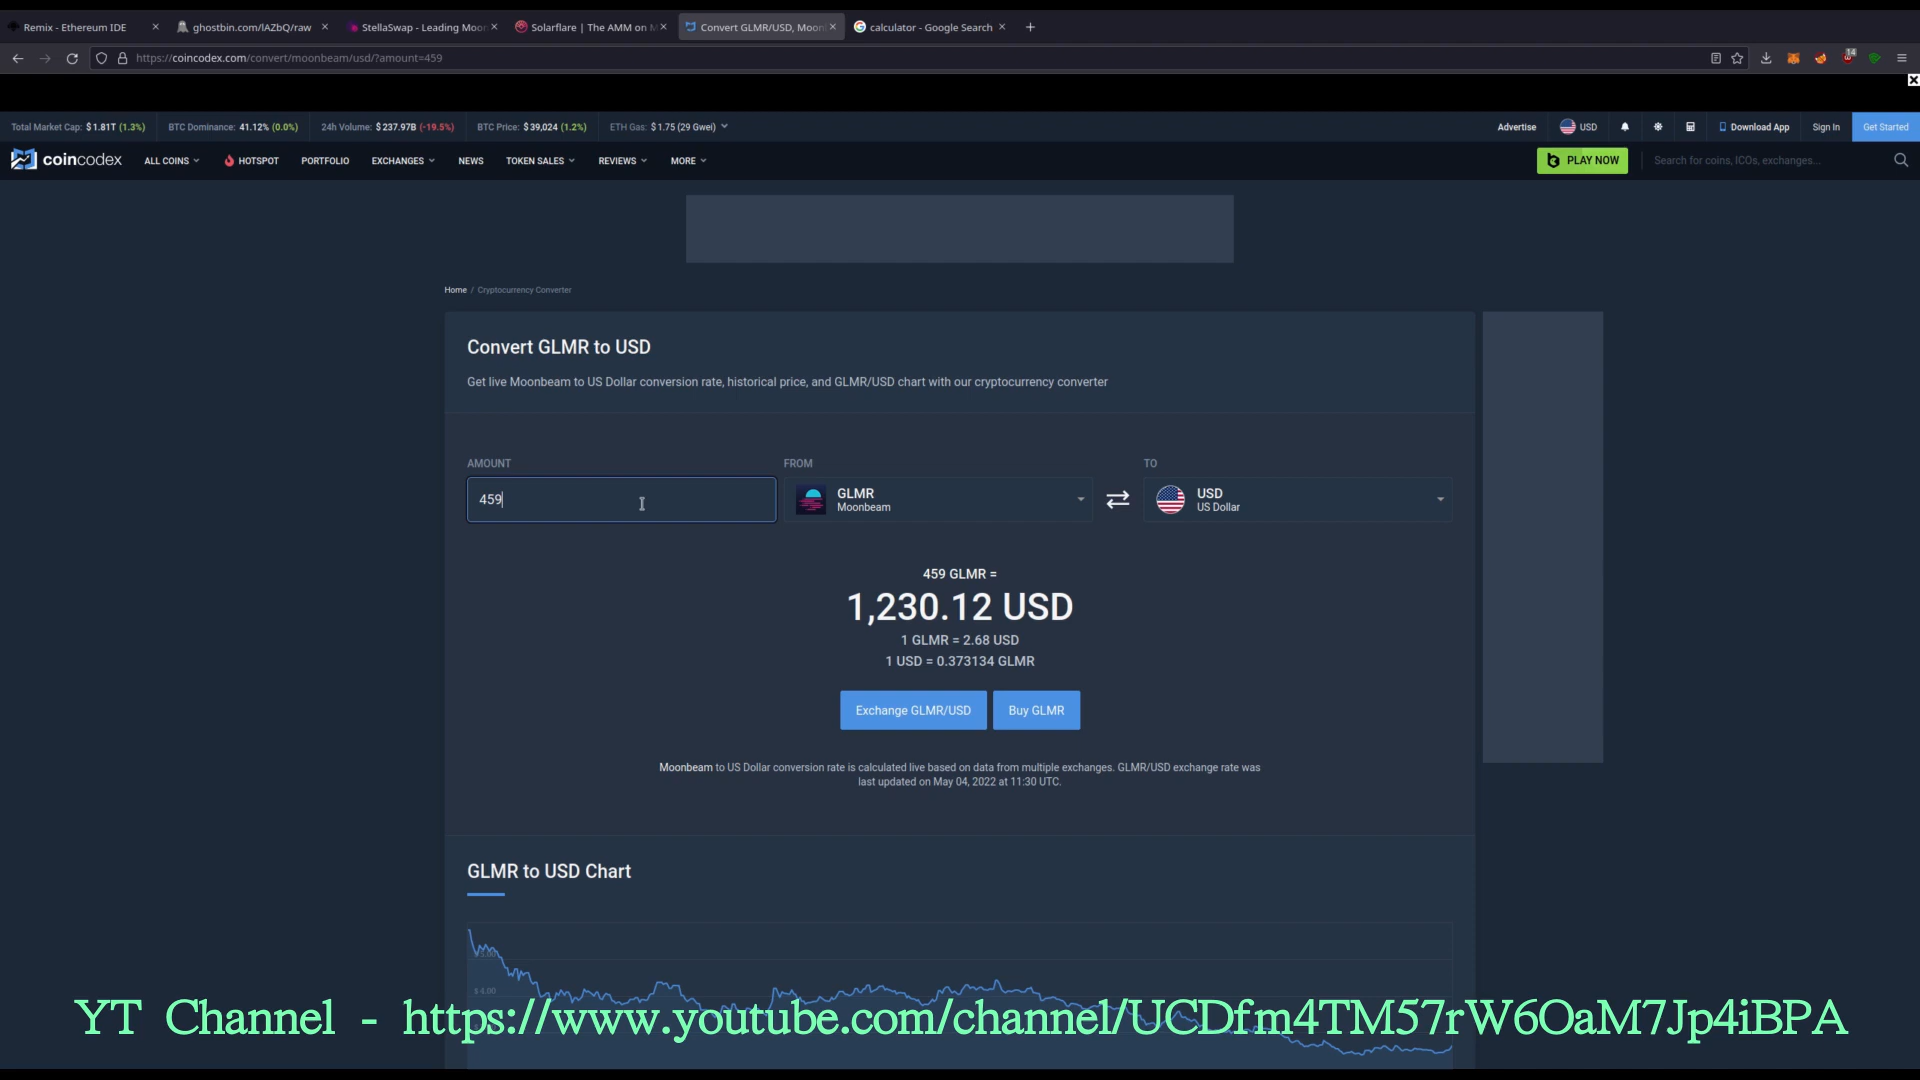 Remix - Ethereum IDE
ghostbin.com/lAZbQ/raw
StellaSwap - Leading Moo
Solarflare | The AMM on M
Convert GLMR/USD, Moon
calculator - Google Search
https://coincodex.com/convert/moonbeam/usd/?amount=459
14
Total Market Cap: $1.81T (1.3%)
BTC Dominance: 41.12% (0.0%)
24h Volume: $237.97B (-19.5%)
BTC Price: $39,024 (1.2%)
ETH Gas: $1.75 (29 Gwei)
Advertise
USD
Download App
Sign In
Get Started
coincodex
ALL COINS
HOTSPOT
PORTFOLIO
EXCHANGES
NEWS
TOKEN SALES
REVIEWS
MORE
PLAY NOW
Search for coins, ICOs, exchanges...
Home / Cryptocurrency Converter
Convert GLMR to USD
Get live Moonbeam to US Dollar conversion rate, historical price, and GLMR/USD chart with our cryptocurrency converter
AMOUNT
FROM
TO
459
GLMR
Moonbeam
USD
US Dollar
459 GLMR =
1,230.12 USD
1 GLMR = 2.68 USD
1 USD = 0.373134 GLMR
Exchange GLMR/USD
Buy GLMR
Moonbeam to US Dollar conversion rate is calculated live based on data from multiple exchanges. GLMR/USD exchange rate was
last updated on May 04, 2022 at 11:30 UTC.
GLMR to USD Chart
$5.00
$4.00
YT Channel - https://www.youtube.com/channel/UCDfm4TM57rW6OaM7Jp4iBPA